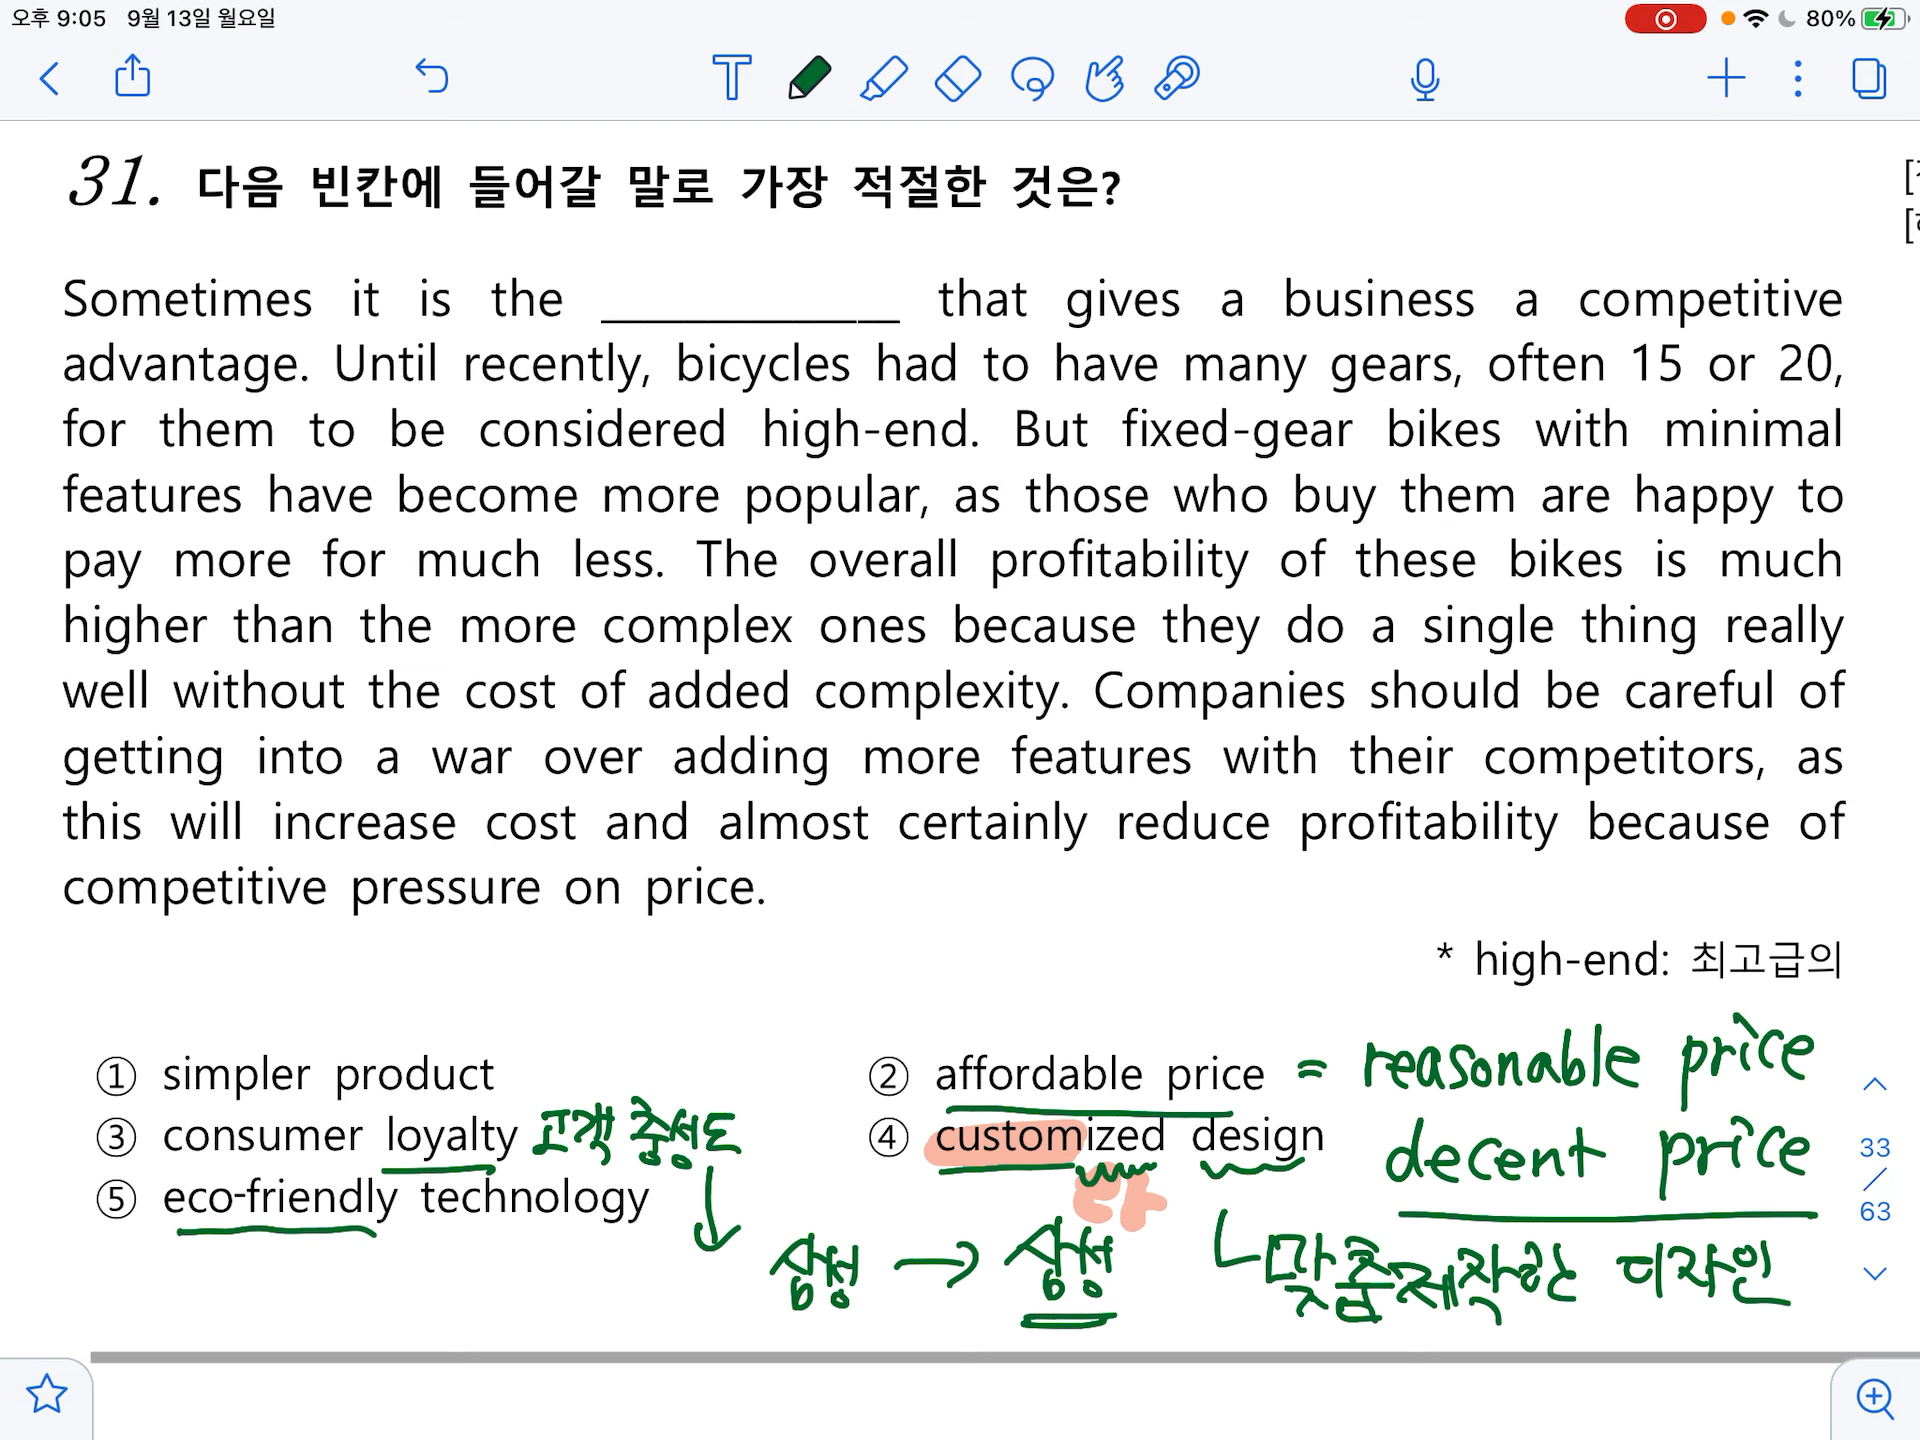 오후 9:05 9월 13일 월요일 80%
31. 다음 빈칸에 들어갈 말로 가장 적절한 것은?
Sometimes it is the ____________ that gives a business a competitive
advantage. Until recently, bicycles had to have many gears, often 15 or 20,
for them to be considered high-end. But fixed-gear bikes with minimal
features have become more popular, as those who buy them are happy to
pay more for much less. The overall profitability of these bikes is much
higher than the more complex ones because they do a single thing really
well without the cost of added complexity. Companies should be careful of
getting into a war over adding more features with their competitors, as
this will increase cost and almost certainly reduce profitability because of
competitive pressure on price.
* high-end: 최고급의
① simpler product ② affordable price = reasonable price
③ consumer loyalty 고객 충성도 ④ customized design decent price
⑤ eco-friendly technology
삼성 → 삼성 맞춤제작한 디자인
33
/
63